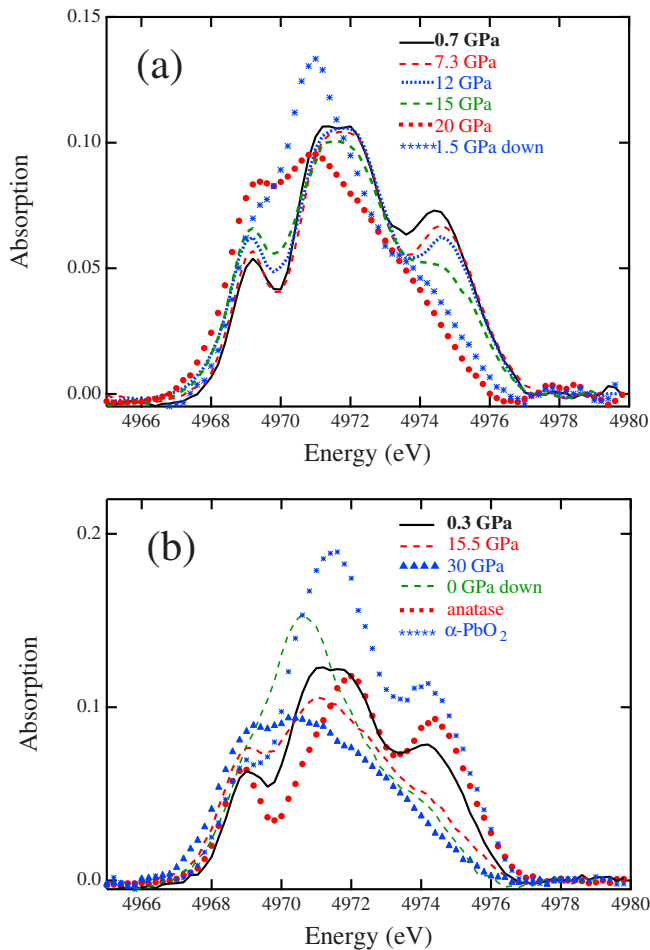 (a)
0.7 GPa
7.3 GPa
12 GPa
15 GPa
20 GPa
1.5 GPa down
Absorption
0.15
0.10
0.05
0.00
4966 4968 4970 4972 4974 4976 4978 4980
Energy (eV)
(b)
0.3 GPa
15.5 GPa
30 GPa
0 GPa down
anatase
α-PbO2
Absorption
0.2
0.1
0.0
4966 4968 4970 4972 4974 4976 4978 4980
Energy (eV)